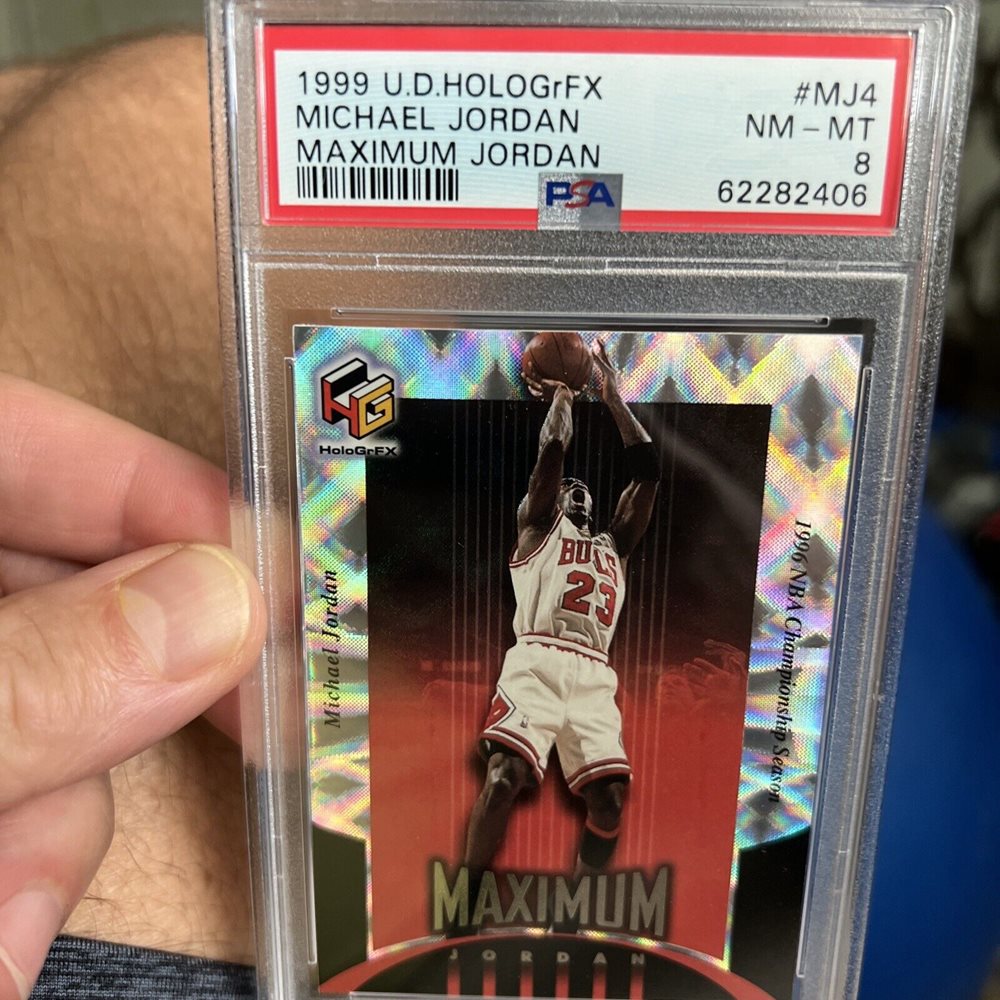 1999 U.D.HOLOGrFX
#MJ4
MICHAEL JORDAN
NM - MT
MAXIMUM JORDAN
8
PSA
62282406
HG
HoloGrFX
BULLS
23
Michael Jordan
1996 NBA Championship Season
MAXIMUM
JORDAN